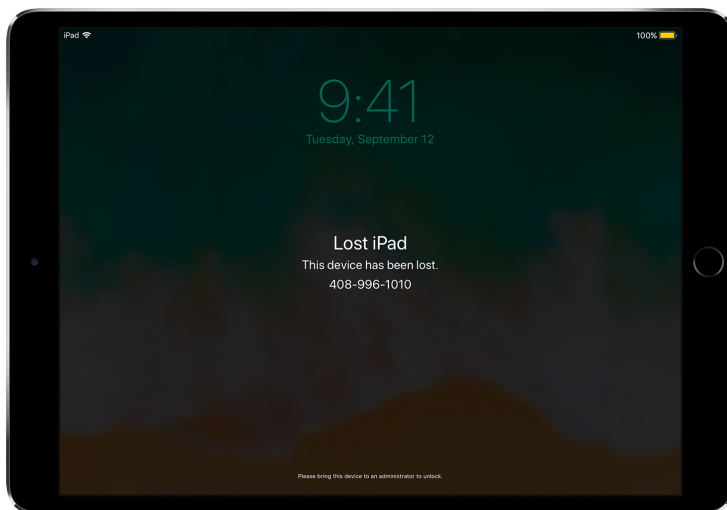 iPad
100%
9:41
Tuesday, September 12
Lost iPad
This device has been lost.
408-996-1010
Please bring this device to an administrator to unlock.